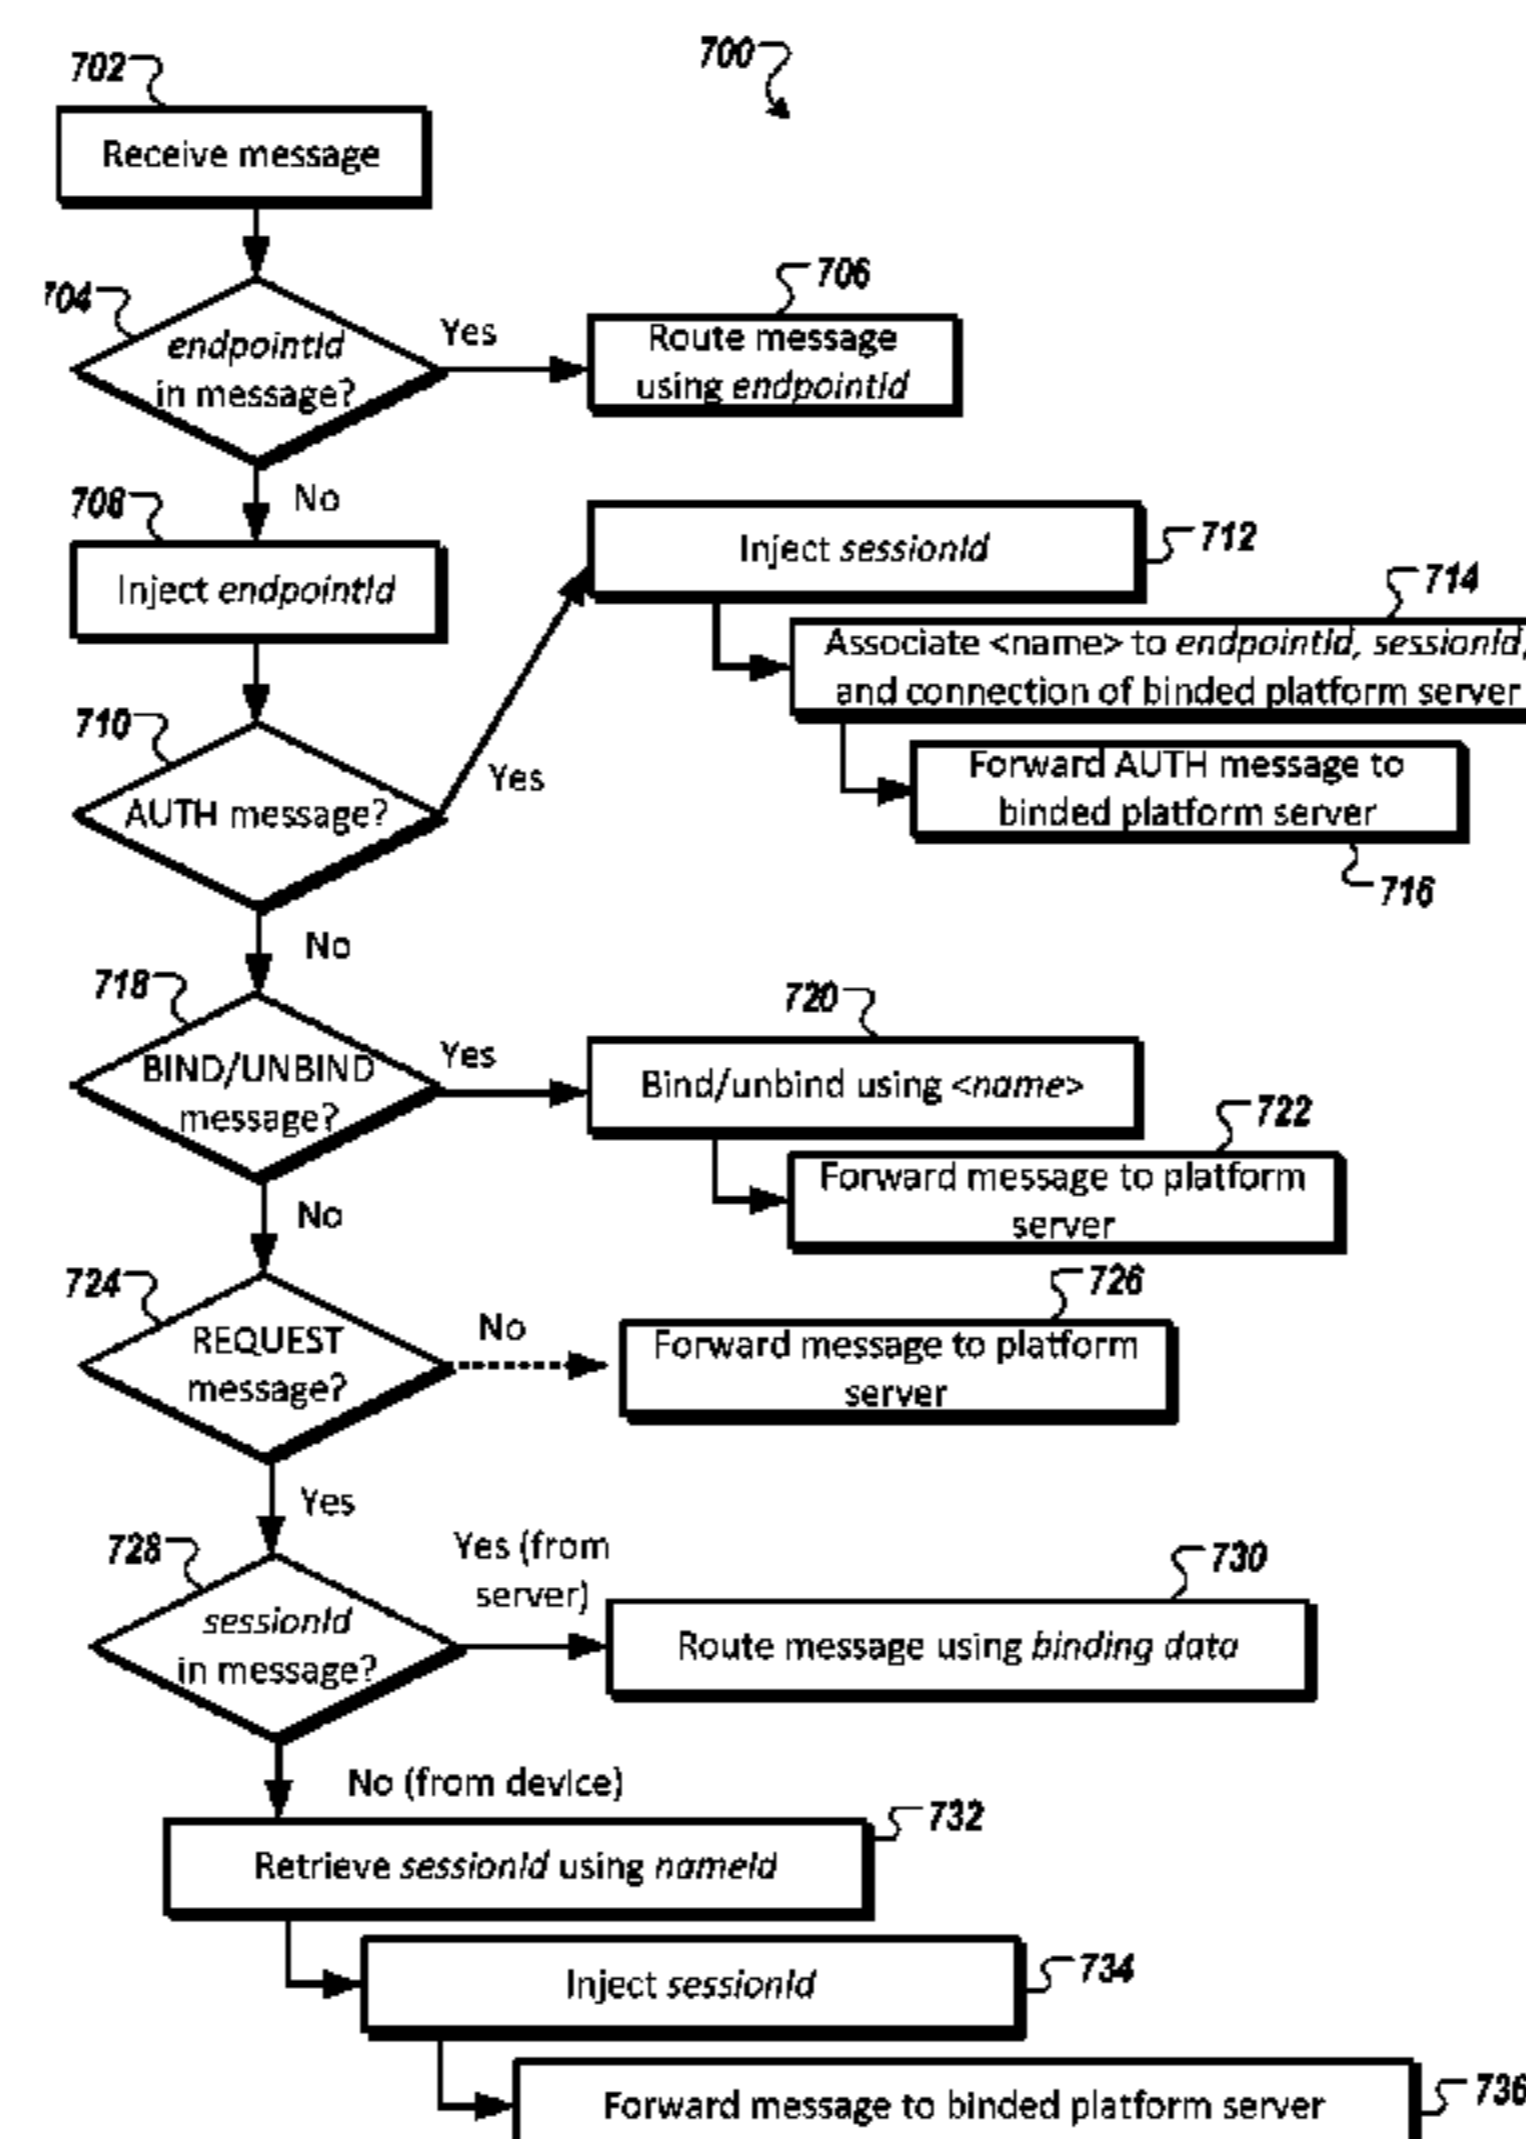 700
702
Receive message
704
endpointId
in message?
Yes
706
Route message
using endpointId
No
708
Inject endpointId
710
AUTH message?
Yes
Inject sessionId
712
714
Associate <name> to endpointId, sessionId,
and connection of binded platform server
Forward AUTH message to
binded platform server
716
No
718
BIND/UNBIND
message?
Yes
720
Bind/unbind using <name>
722
Forward message to platform
server
No
724
REQUEST
message?
No
726
Forward message to platform
server
Yes
728
sessionId
in message?
Yes (from
server)
730
Route message using binding data
No (from device)
732
Retrieve sessionId using nameId
Inject sessionId
734
Forward message to binded platform server
736